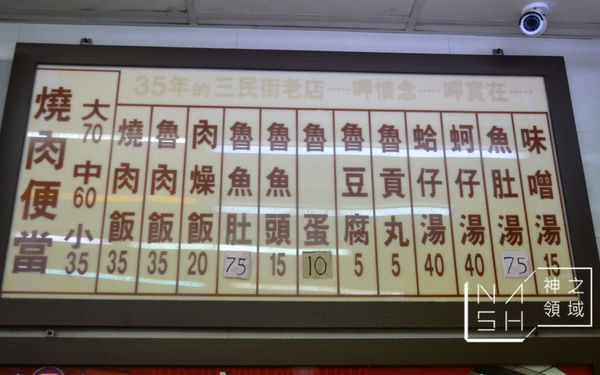 35年的三民街老店‥‥呷懷念‥‥呷實在‥‥
燒肉便當
大70
中60
小35
燒肉飯35
魯肉飯35
肉燥飯20
魯魚肚75
魯魚頭15
魯蛋10
魯豆腐5
魯貢丸5
蛤仔湯40
蚵仔湯40
魚肚湯75
味噌湯15
NASH
神之領域